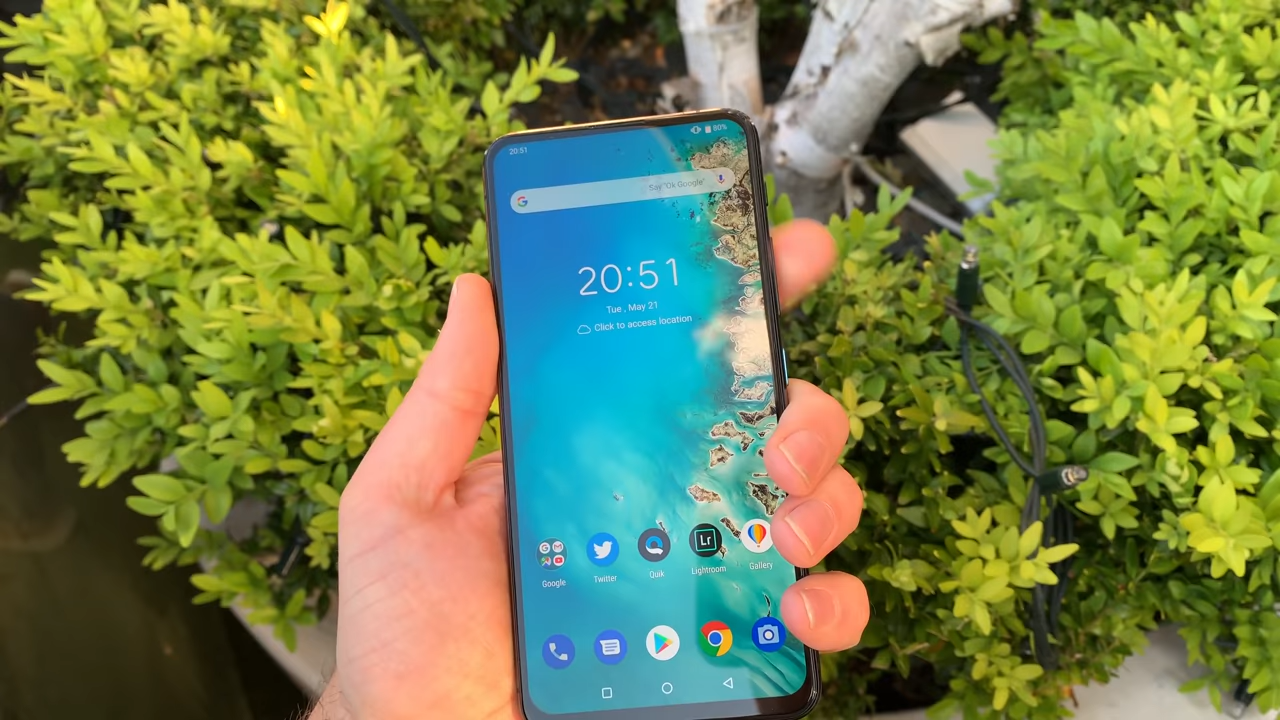 20:51
80%
Say "Ok Google"
20:51
Tue , May 21
Click to access location
Lr
Google
Twitter
Quik
Lightroom
Gallery